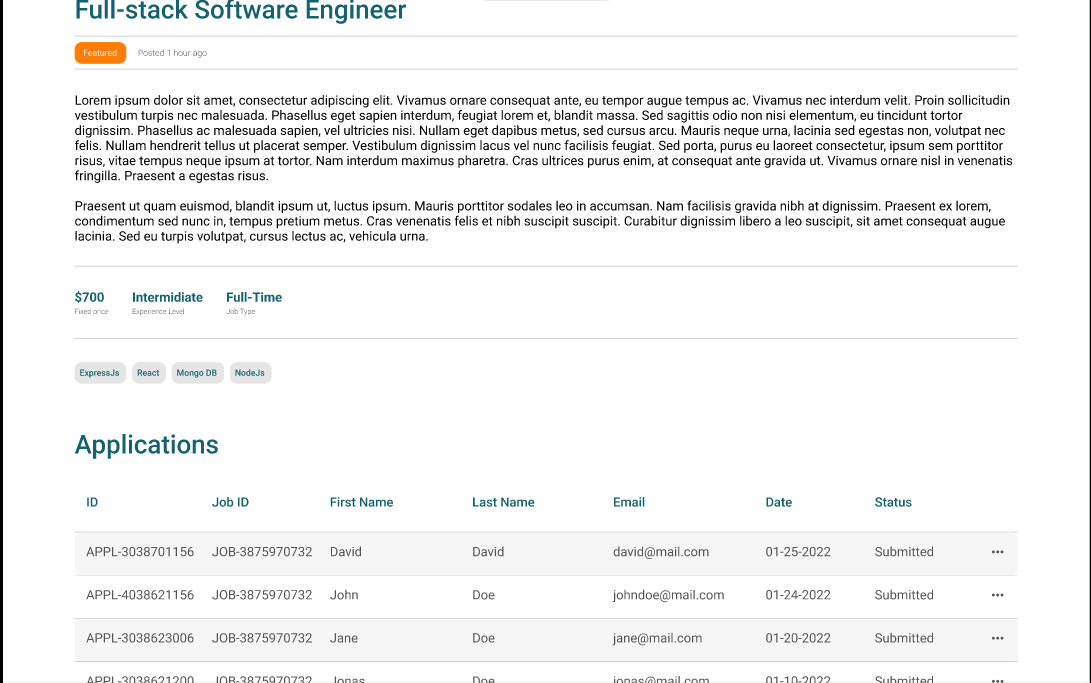 Full-stack Software Engineer
Featured Posted 1 hour ago
Lorem ipsum dolor sit amet, consectetur adipiscing elit. Vivamus ornare consequat ante, eu tempor augue tempus ac. Vivamus nec interdum velit. Proin sollicitudin
vestibulum turpis nec malesuada. Phasellus eget sapien interdum, feugiat lorem et, blandit massa. Sed sagittis odio non nisi elementum, eu tincidunt tortor
dignissim. Phasellus ac malesuada sapien, vel ultricies nisi. Nullam eget dapibus metus, sed cursus arcu. Mauris neque urna, lacinia sed egestas non, volutpat nec
felis. Nullam hendrerit tellus ut placerat semper. Vestibulum dignissim lacus vel nunc facilisis feugiat. Sed porta, purus eu laoreet consectetur, ipsum sem porttitor
risus, vitae tempus neque ipsum at tortor. Nam interdum maximus pharetra. Cras ultrices purus enim, at consequat ante gravida ut. Vivamus ornare nisl in venenatis
fringilla. Praesent a egestas risus.
Praesent ut quam euismod, blandit ipsum ut, luctus ipsum. Mauris porttitor sodales leo in accumsan. Nam facilisis gravida nibh at dignissim. Praesent ex lorem,
condimentum sed nunc in, tempus pretium metus. Cras venenatis felis et nibh suscipit suscipit. Curabitur dignissim libero a leo suscipit, sit amet consequat augue
lacinia. Sed eu turpis volutpat, cursus lectus ac, vehicula urna.
$700 Intermidiate Full-Time
Fixed price Experience Level Job Type
ExpressJs React Mongo DB NodeJs
Applications
ID Job ID First Name Last Name Email Date Status
APPL-3038701156 JOB-3875970732 David David david@mail.com 01-25-2022 Submitted
APPL-4038621156 JOB-3875970732 John Doe johndoe@mail.com 01-24-2022 Submitted
APPL-3038623006 JOB-3875970732 Jane Doe jane@mail.com 01-20-2022 Submitted
APPL-3038621200 JOB-3875970732 Jonas Doe jonas@mail.com 01-10-2022 Submitted